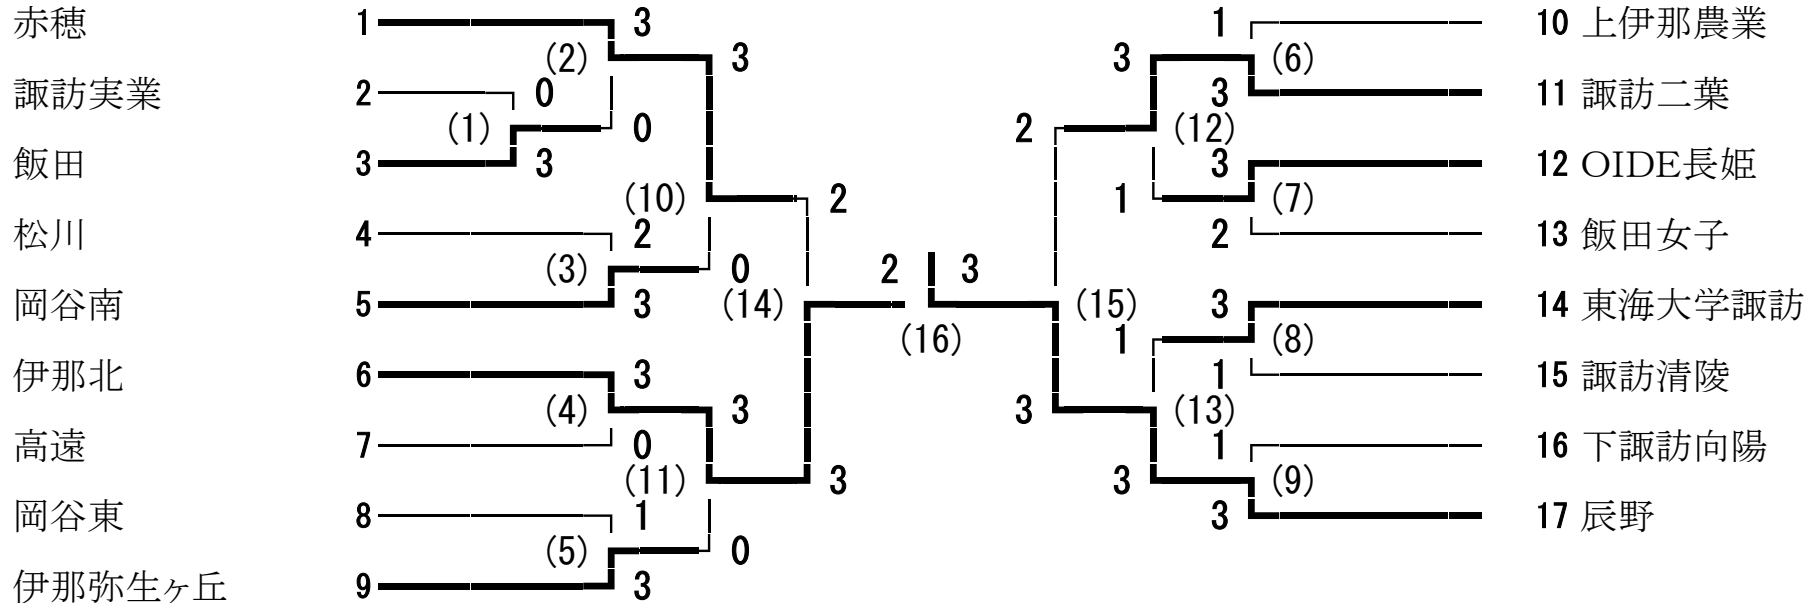 赤穂 1 3 1 10 上伊那農業
(2) 3 3 (6)
諏訪実業 2 0 3 11 諏訪二葉
(1) 0 2 (12)
飯田 3 3 3 12 OIDE長姫
(10) 2 1 (7)
松川 4 2 2 13 飯田女子
(3) 0 2 3
岡谷南 5 3 (14) (15) 3 14 東海大学諏訪
(16) 1 (8)
伊那北 6 3 1 15 諏訪清陵
(4) 3 3 (13)
高遠 7 0 1 16 下諏訪向陽
(11) 3 3 (9)
岡谷東 8 1 3 17 辰野
(5) 0
伊那弥生ヶ丘 9 3